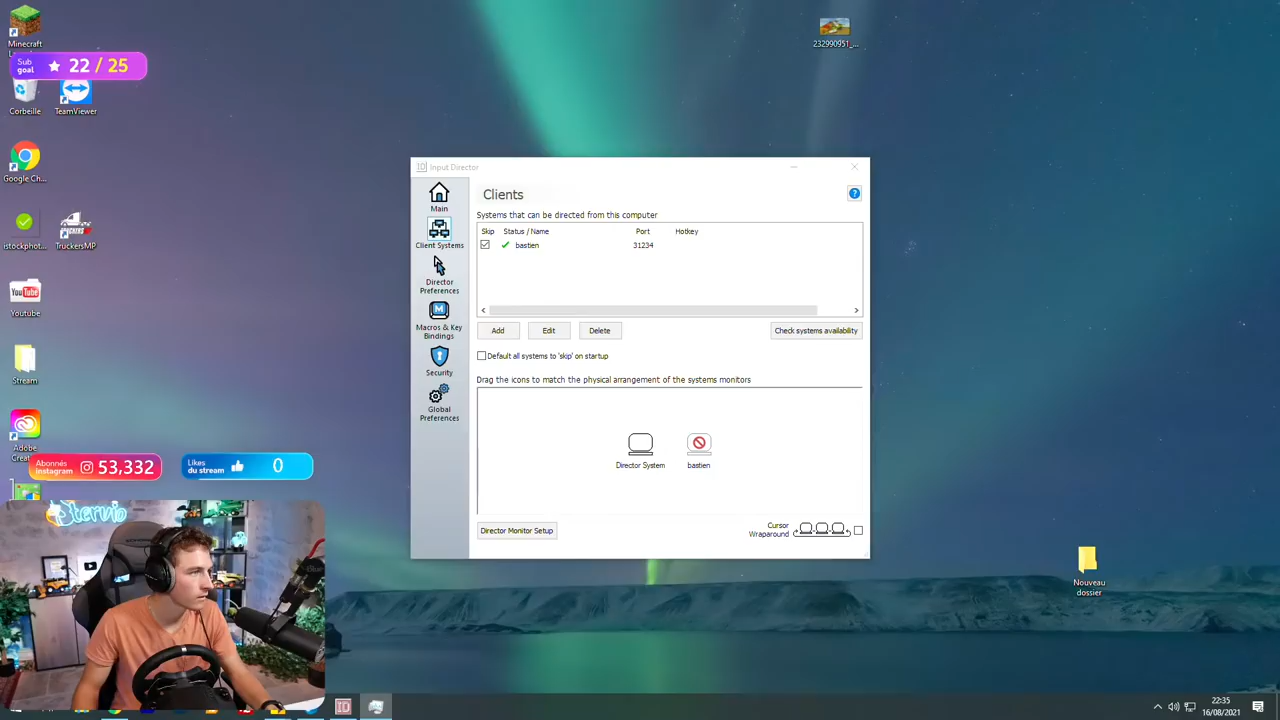 Minecraft
232990951_...
Sub
goal
22 / 25
Corbeille
TeamViewer
Google Ch...
istockphot...
TruckersMP
Youtube
Stream
Adobe
Creat
Abonnés
Instagram
53,332
Likes
du stream
0
Stervio
Input Director
Main
Client Systems
Director
Preferences
Macros & Key
Bindings
Security
Global
Preferences
Clients
Systems that can be directed from this computer
Skip Status / Name Port Hotkey
bastien 31234
Add Edit Delete Check systems availability
Default all systems to 'skip' on startup
Drag the icons to match the physical arrangement of the systems monitors
Director System bastien
Director Monitor Setup
Cursor
Wraparound
Nouveau
dossier
22:35
16/08/2021